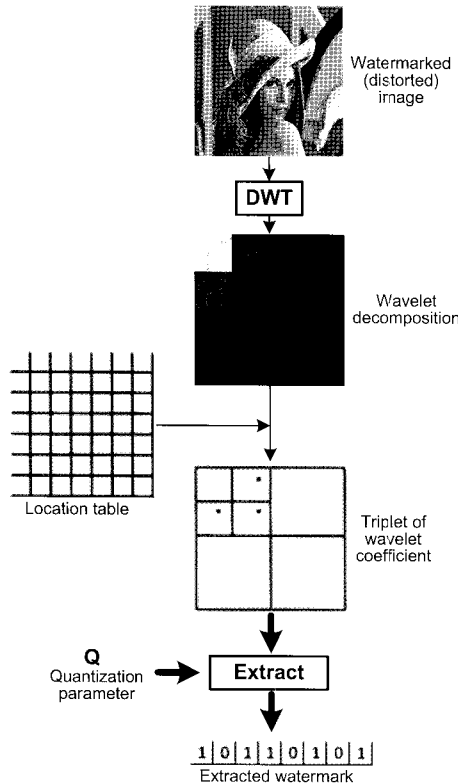 Watermarked
(distorted)
image
DWT
Wavelet
decomposition
Location table
Triplet of
wavelet
coefficient
Q
Quantization
parameter
Extract
1 0 1 1 0 1 0 1
Extracted watermark